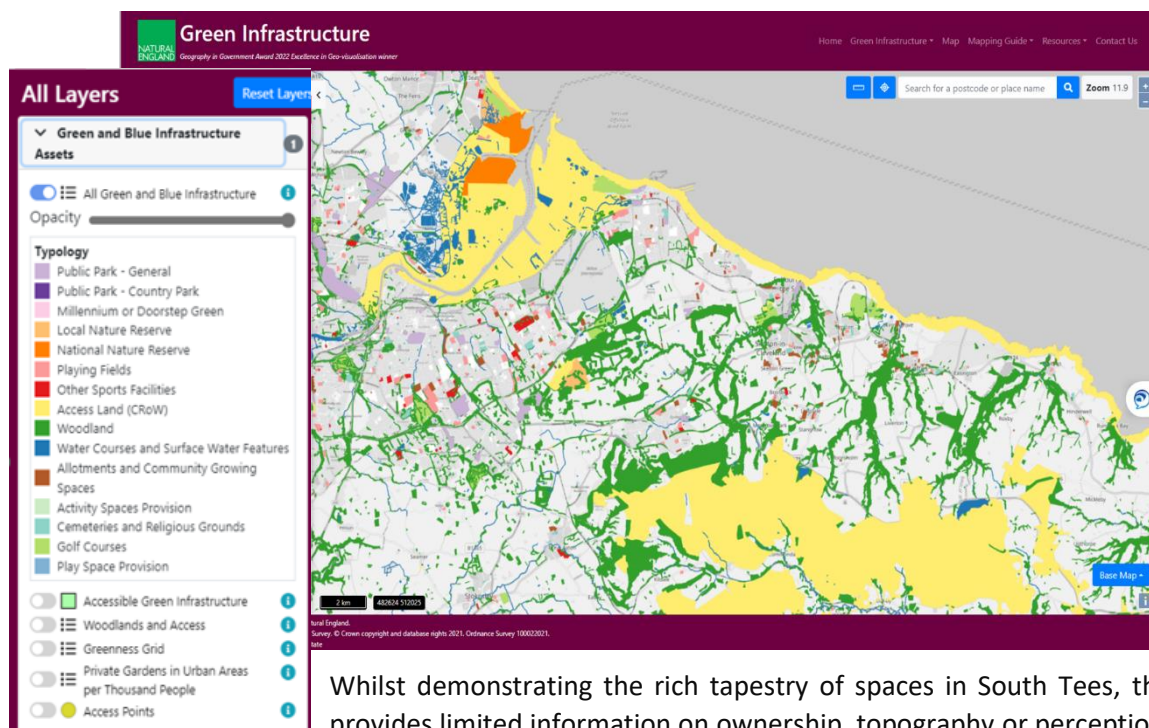 Green Infrastructure
NATURAL
ENGLAND
Geography in Government Award 2022 Excellence in Geo-visualisation winner
Home Green Infrastructure Map Mapping Guide Resources Contact Us
All Layers
Reset Layers
Green and Blue Infrastructure
Assets
1
All Green and Blue Infrastructure
Opacity
Typology
Public Park - General
Public Park - Country Park
Millennium or Doorstep Green
Local Nature Reserve
National Nature Reserve
Playing Fields
Other Sports Facilities
Access Land (CRoW)
Woodland
Water Courses and Surface Water Features
Allotments and Community Growing
Spaces
Activity Spaces Provision
Cemeteries and Religious Grounds
Golf Courses
Play Space Provision
Accessible Green Infrastructure
Woodlands and Access
Greenness Grid
Private Gardens in Urban Areas
per Thousand People
Access Points
Search for a postcode or place name
Zoom 11.9
+
−
Base Map
2 km
482624 512025
tural England.
Survey. © Crown copyright and database rights 2021. Ordnance Survey 100022021.
tate
Whilst demonstrating the rich tapestry of spaces in South Tees, th
provides limited information on ownership, topography or perception